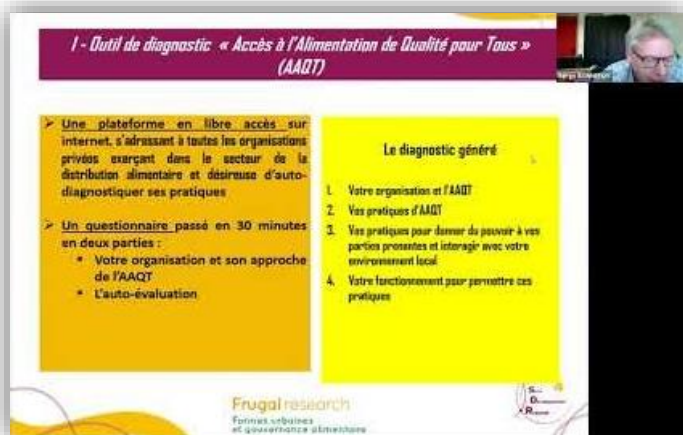 I - Outil de diagnostic « Accès à l'Alimentation de Qualité pour Tous »
(AAQT)
➢ Une plateforme en libre accès sur
internet, s'adressant à toutes les organisations
privées exerçant dans le secteur de la
distribution alimentaire et désireuse d'auto-
diagnostiquer ses pratiques
➢ Un questionnaire passé en 30 minutes
en deux parties :
▪ Votre organisation et son approche
de l'AAQT
▪ L'auto-évaluation
Le diagnostic généré
1. Votre organisation et l'AAQT
2. Vos pratiques d'AAQT
3. Vos pratiques pour donner du pouvoir à vos
parties prenantes et interagir avec votre
environnement local
4. Votre fonctionnement pour permettre ces
pratiques
Frugal research
Formes urbaines
et gouvernance alimentaire
4